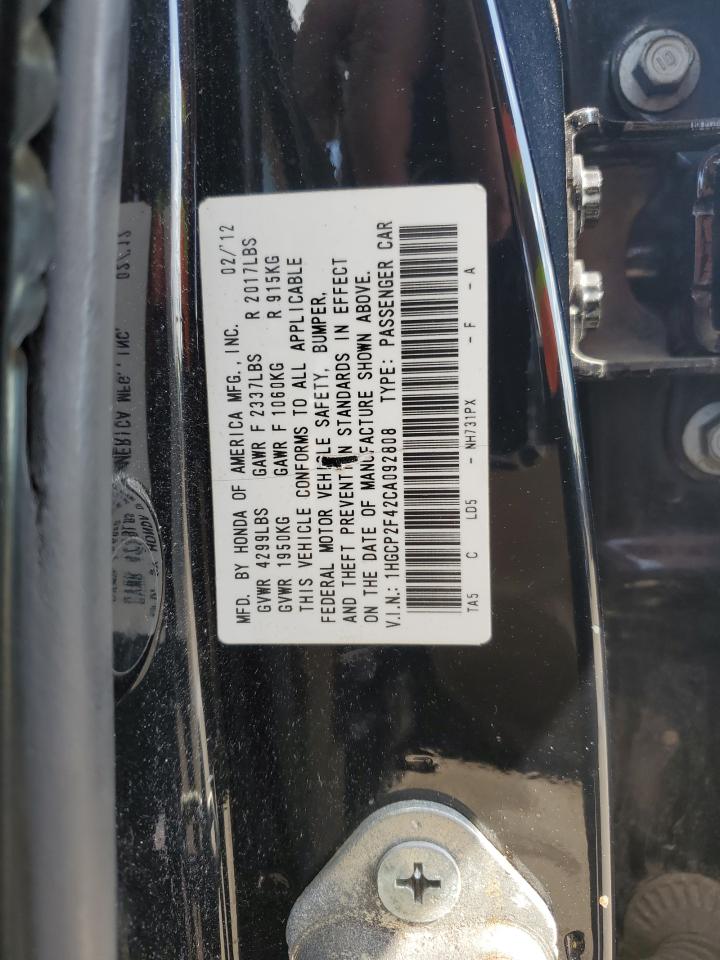 MFD. BY HONDA OF AMERICA MFG., INC. 02/'12
GVWR 4299LBS GAWR F 2337LBS R 2017LBS
GVWR 1950KG GAWR F 1060KG R 915KG
THIS VEHICLE CONFORMS TO ALL APPLICABLE
FEDERAL MOTOR VEHICLE SAFETY, BUMPER,
AND THEFT PREVENTION STANDARDS IN EFFECT
ON THE DATE OF MANUFACTURE SHOWN ABOVE.
V.I.N.: 1HGCP2F42CA092808 TYPE: PASSENGER CAR
TA5 C LD5 - NH731PX - F - A
10